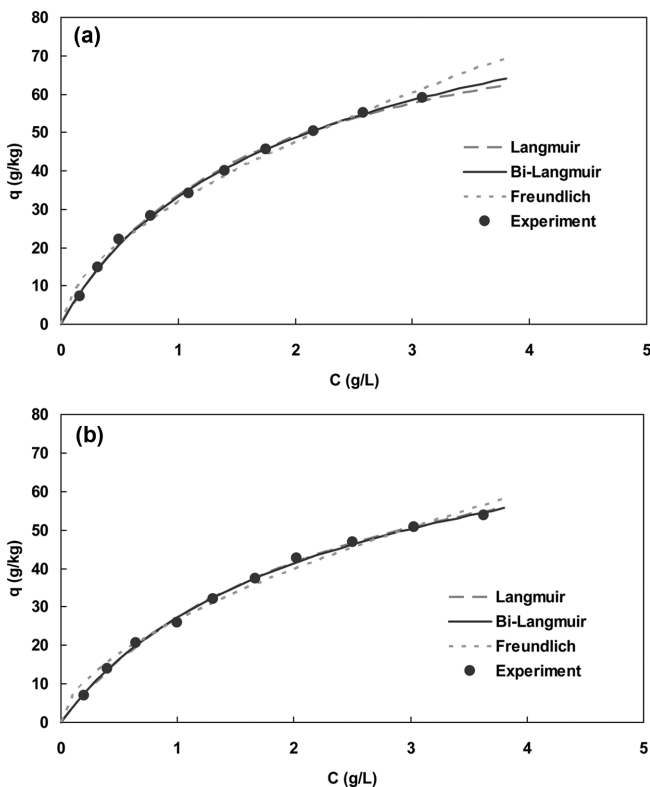 (a)
80
70
60
50
40
30
20
10
0
q (g/kg)
Langmuir
Bi-Langmuir
Freundlich
Experiment
0 1 2 3 4 5
C (g/L)
(b)
80
70
60
50
40
30
20
10
0
q (g/kg)
Langmuir
Bi-Langmuir
Freundlich
Experiment
0 1 2 3 4 5
C (g/L)